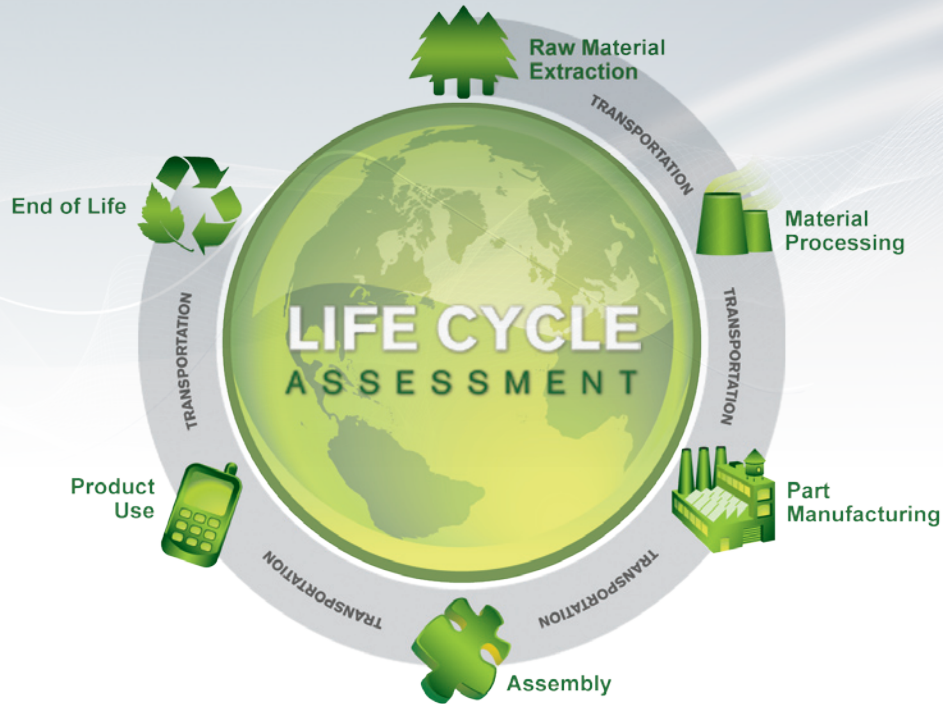 Raw Material
Extraction
TRANSPORTATION
Material
Processing
TRANSPORTATION
Part
Manufacturing
TRANSPORTATION
Assembly
TRANSPORTATION
Product
Use
TRANSPORTATION
End of Life
LIFE CYCLE
ASSESSMENT